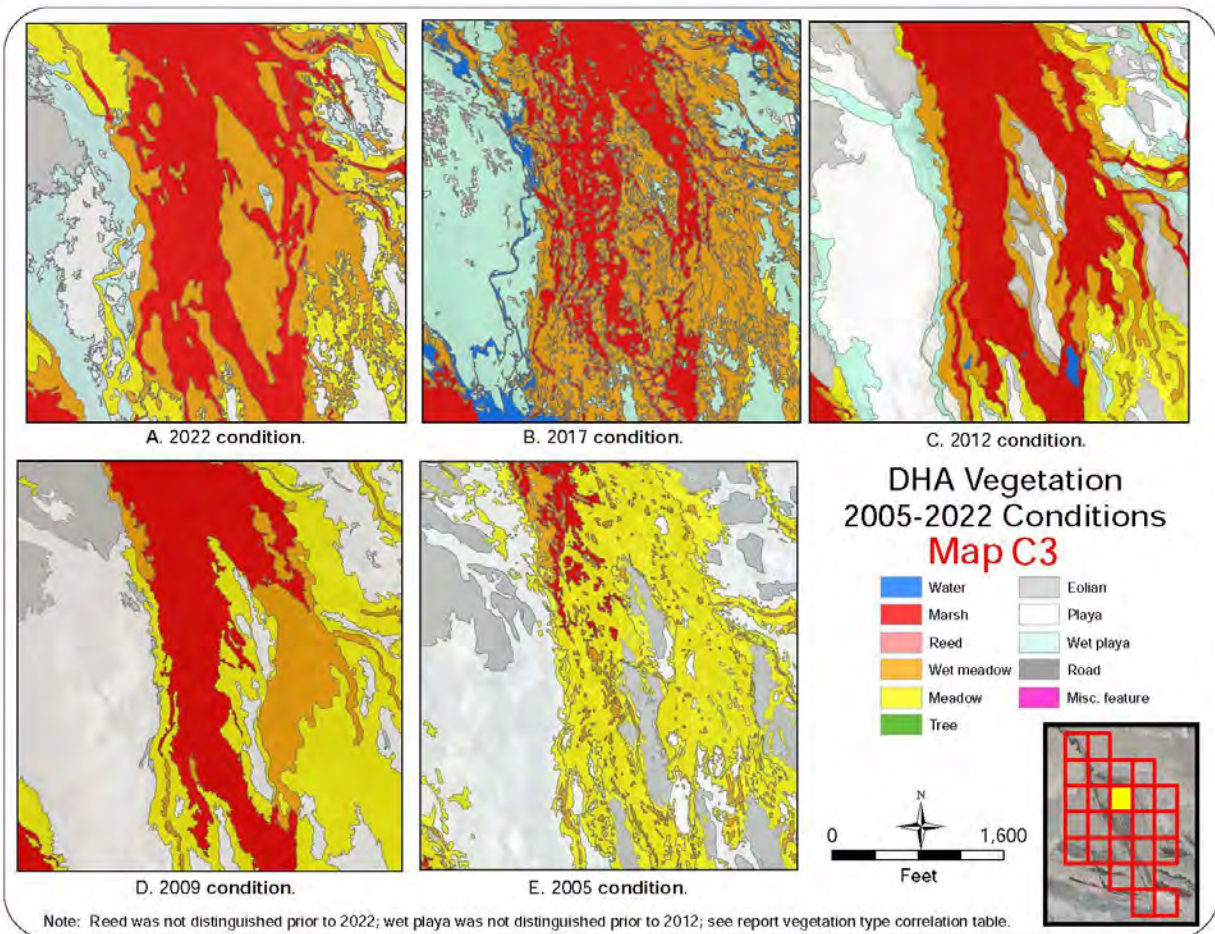 A. 2022 condition.
B. 2017 condition.
C. 2012 condition.
D. 2009 condition.
E. 2005 condition.
DHA Vegetation
2005-2022 Conditions
Map C3
Water
Marsh
Reed
Wet meadow
Meadow
Tree
Eolian
Playa
Wet playa
Road
Misc. feature
N
0 1,600
Feet
Note: Reed was not distinguished prior to 2022; wet playa was not distinguished prior to 2012; see report vegetation type correlation table.